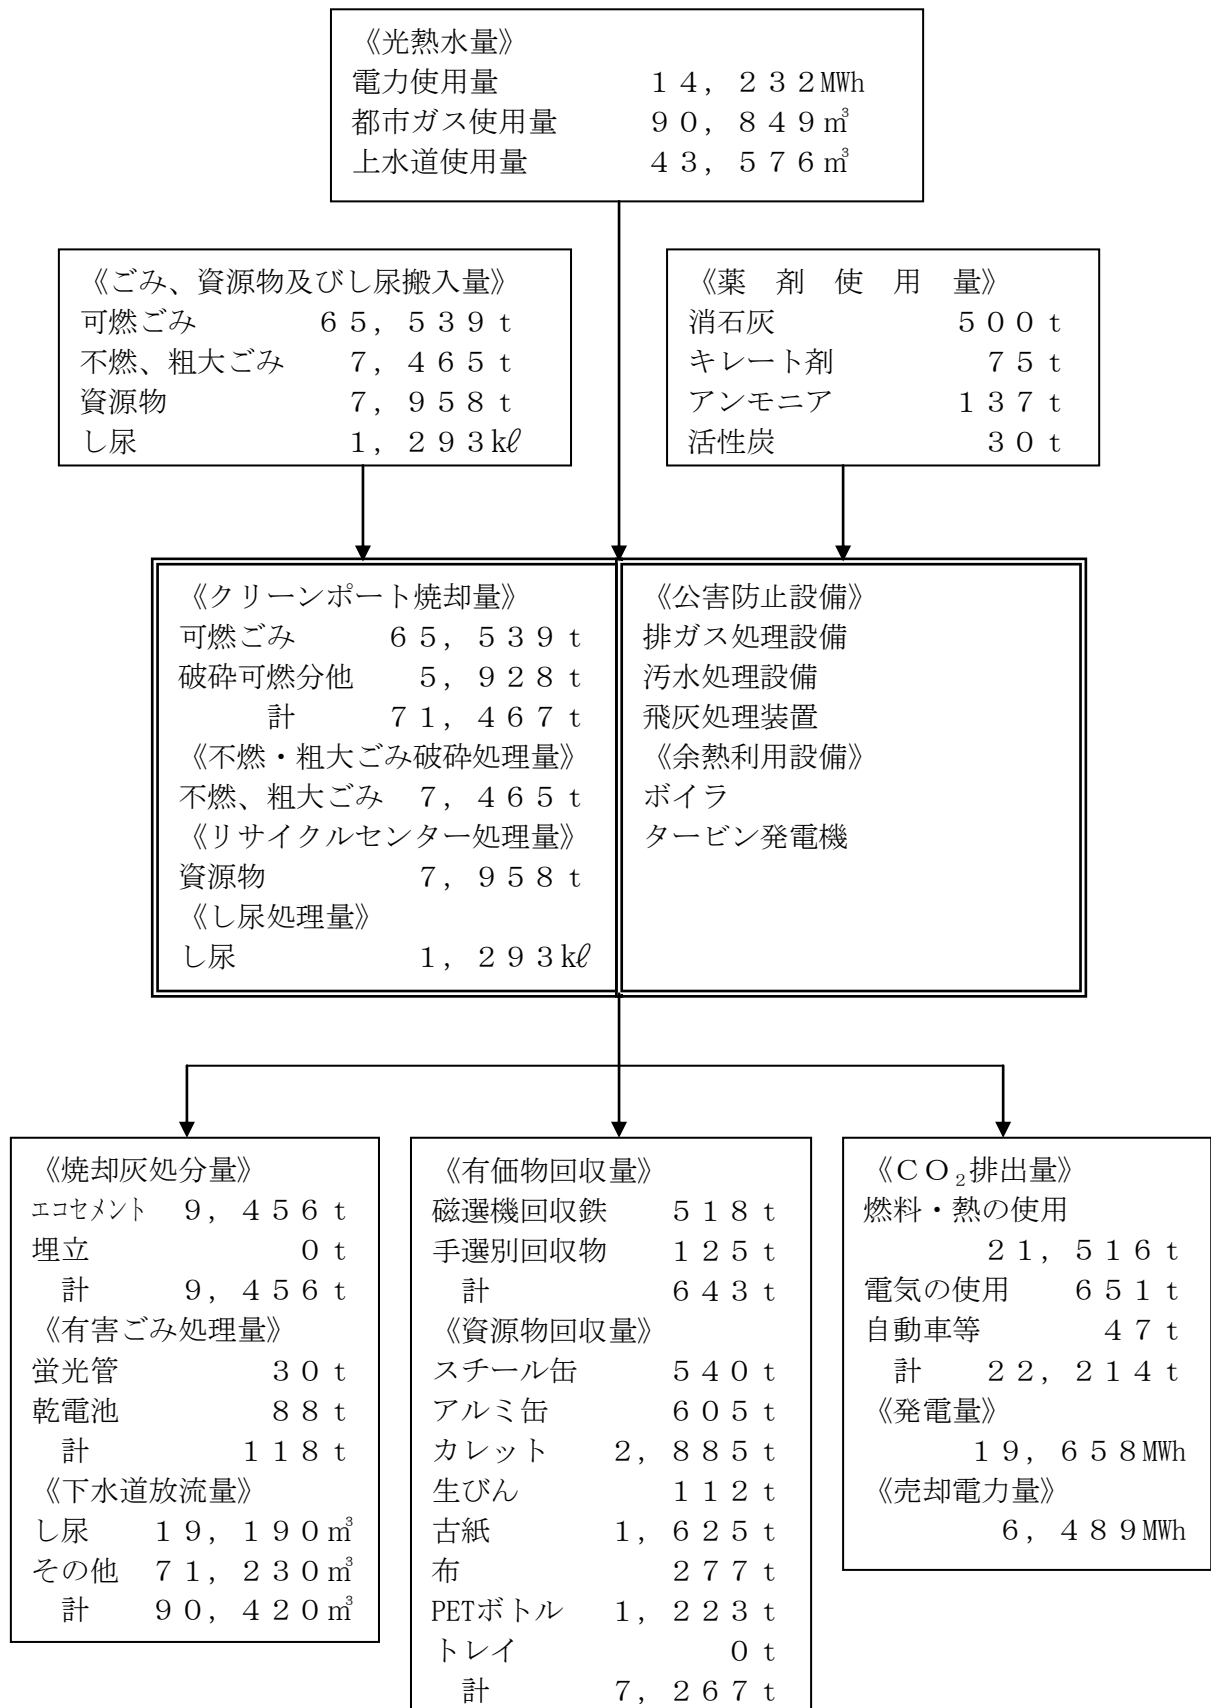 《光熱水量》
電力使用量 １４，２３２MWh
都市ガス使用量 ９０，８４９㎥
上水道使用量 ４３，５７６㎥
《ごみ、資源物及びし尿搬入量》
可燃ごみ ６５，５３９ｔ
不燃、粗大ごみ ７，４６５ｔ
資源物 ７，９５８ｔ
し尿 １，２９３kℓ
《薬剤使用量》
消石灰 ５００ｔ
キレート剤 ７５ｔ
アンモニア １３７ｔ
活性炭 ３０ｔ
《クリーンポート焼却量》
可燃ごみ ６５，５３９ｔ
破砕可燃分他 ５，９２８ｔ
計 ７１，４６７ｔ
《不燃・粗大ごみ破砕処理量》
不燃、粗大ごみ ７，４６５ｔ
《リサイクルセンター処理量》
資源物 ７，９５８ｔ
《し尿処理量》
し尿 １，２９３kℓ
《公害防止設備》
排ガス処理設備
汚水処理設備
飛灰処理装置
《余熱利用設備》
ボイラ
タービン発電機
《焼却灰処分量》
エコセメント ９，４５６ｔ
埋立 ０ｔ
計 ９，４５６ｔ
《有害ごみ処理量》
蛍光管 ３０ｔ
乾電池 ８８ｔ
計 １１８ｔ
《下水道放流量》
し尿 １９，１９０㎥
その他 ７１，２３０㎥
計 ９０，４２０㎥
《有価物回収量》
磁選機回収鉄 ５１８ｔ
手選別回収物 １２５ｔ
計 ６４３ｔ
《資源物回収量》
スチール缶 ５４０ｔ
アルミ缶 ６０５ｔ
カレット ２，８８５ｔ
生びん １１２ｔ
古紙 １，６２５ｔ
布 ２７７ｔ
PETボトル １，２２３ｔ
トレイ ０ｔ
計 ７，２６７ｔ
《ＣＯ₂排出量》
燃料・熱の使用
２１，５１６ｔ
電気の使用 ６５１ｔ
自動車等 ４７ｔ
計 ２２，２１４ｔ
《発電量》
１９，６５８MWh
《売却電力量》
６，４８９MWh